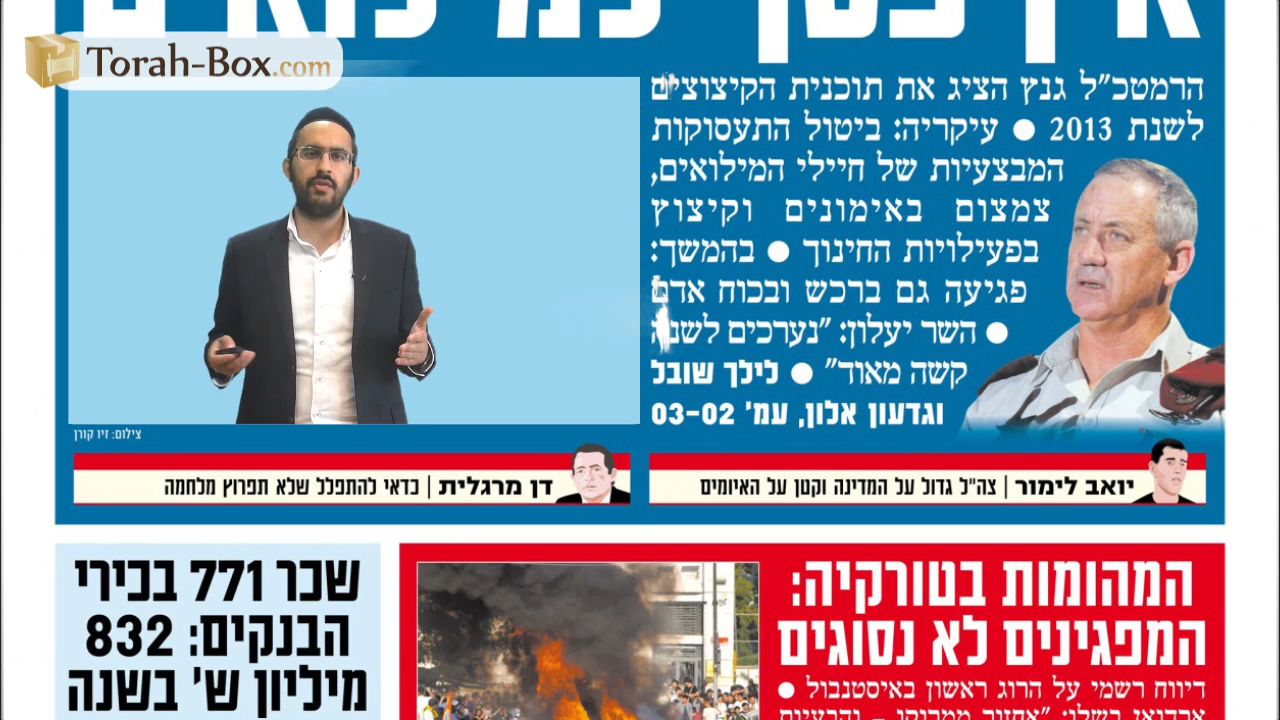 Torah-Box.com
אין כסף למילואים
הרמטכ״ל גנץ הציג את תוכנית הקיצוצים
לשנת 2013 ● עיקריה: ביטול התעסוקות
המבצעיות של חיילי המילואים,
צמצום באימונים וקיצוץ
בפעילויות החינוך ● בהמשך:
פגיעה גם ברכש ובכוח אדם
● השר יעלון: ״נערכים לשנה
קשה מאוד״ ● לילך שובל
וגדעון אלון, עמ׳ 03-02
צילום: זיו קורן
יואב לימור | צה״ל גדול על המדינה וקטן על האיומים
דן מרגלית | כדאי להתפלל שלא תפרוץ מלחמה
המהומות בטורקיה:
המפגינים לא נסוגים
דיווח רשמי על הרוג ראשון באיסטנבול ●
שכר 771 בכירי
הבנקים: 832
מיליון ש׳ בשנה